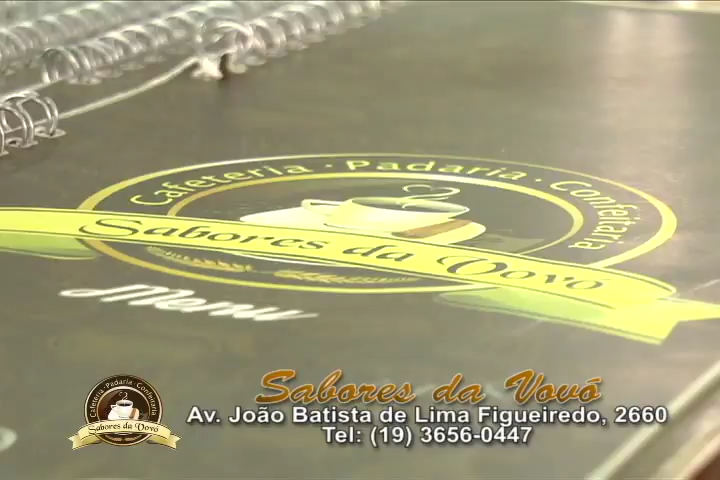 Cafeteria · Padaria · Confeitaria
Sabores da Vovó
Menu
Cafeteria · Padaria · Confeitaria
Sabores da Vovó
Sabores da Vovó
Av. João Batista de Lima Figueiredo, 2660
Tel: (19) 3656-0447